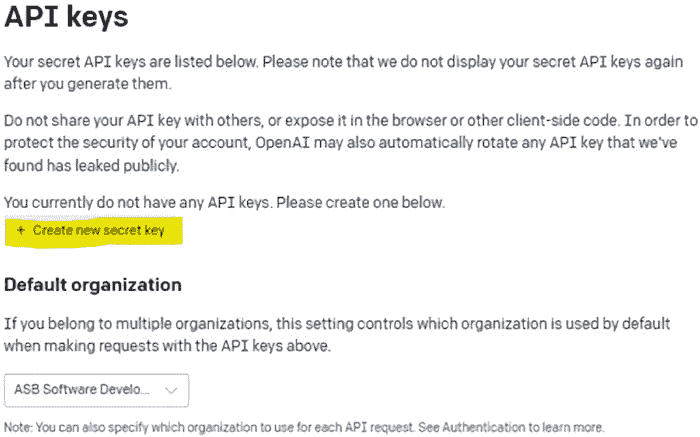 API keys
Your secret API keys are listed below. Please note that we do not display your secret API keys again
after you generate them.
Do not share your API key with others, or expose it in the browser or other client-side code. In order to
protect the security of your account, OpenAI may also automatically rotate any API key that we've
found has leaked publicly.
You currently do not have any API keys. Please create one below.
+ Create new secret key
Default organization
If you belong to multiple organizations, this setting controls which organization is used by default
when making requests with the API keys above.
ASB Software Develo...
Note: You can also specify which organization to use for each API request. See Authentication to learn more.